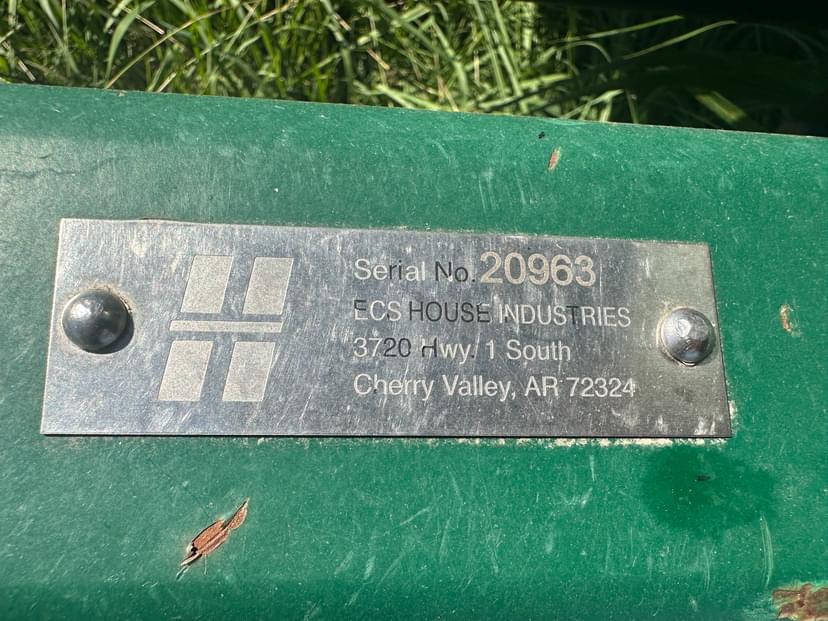 Serial No. 20963
ECS HOUSE INDUSTRIES
3720 Hwy. 1 South
Cherry Valley, AR 72324